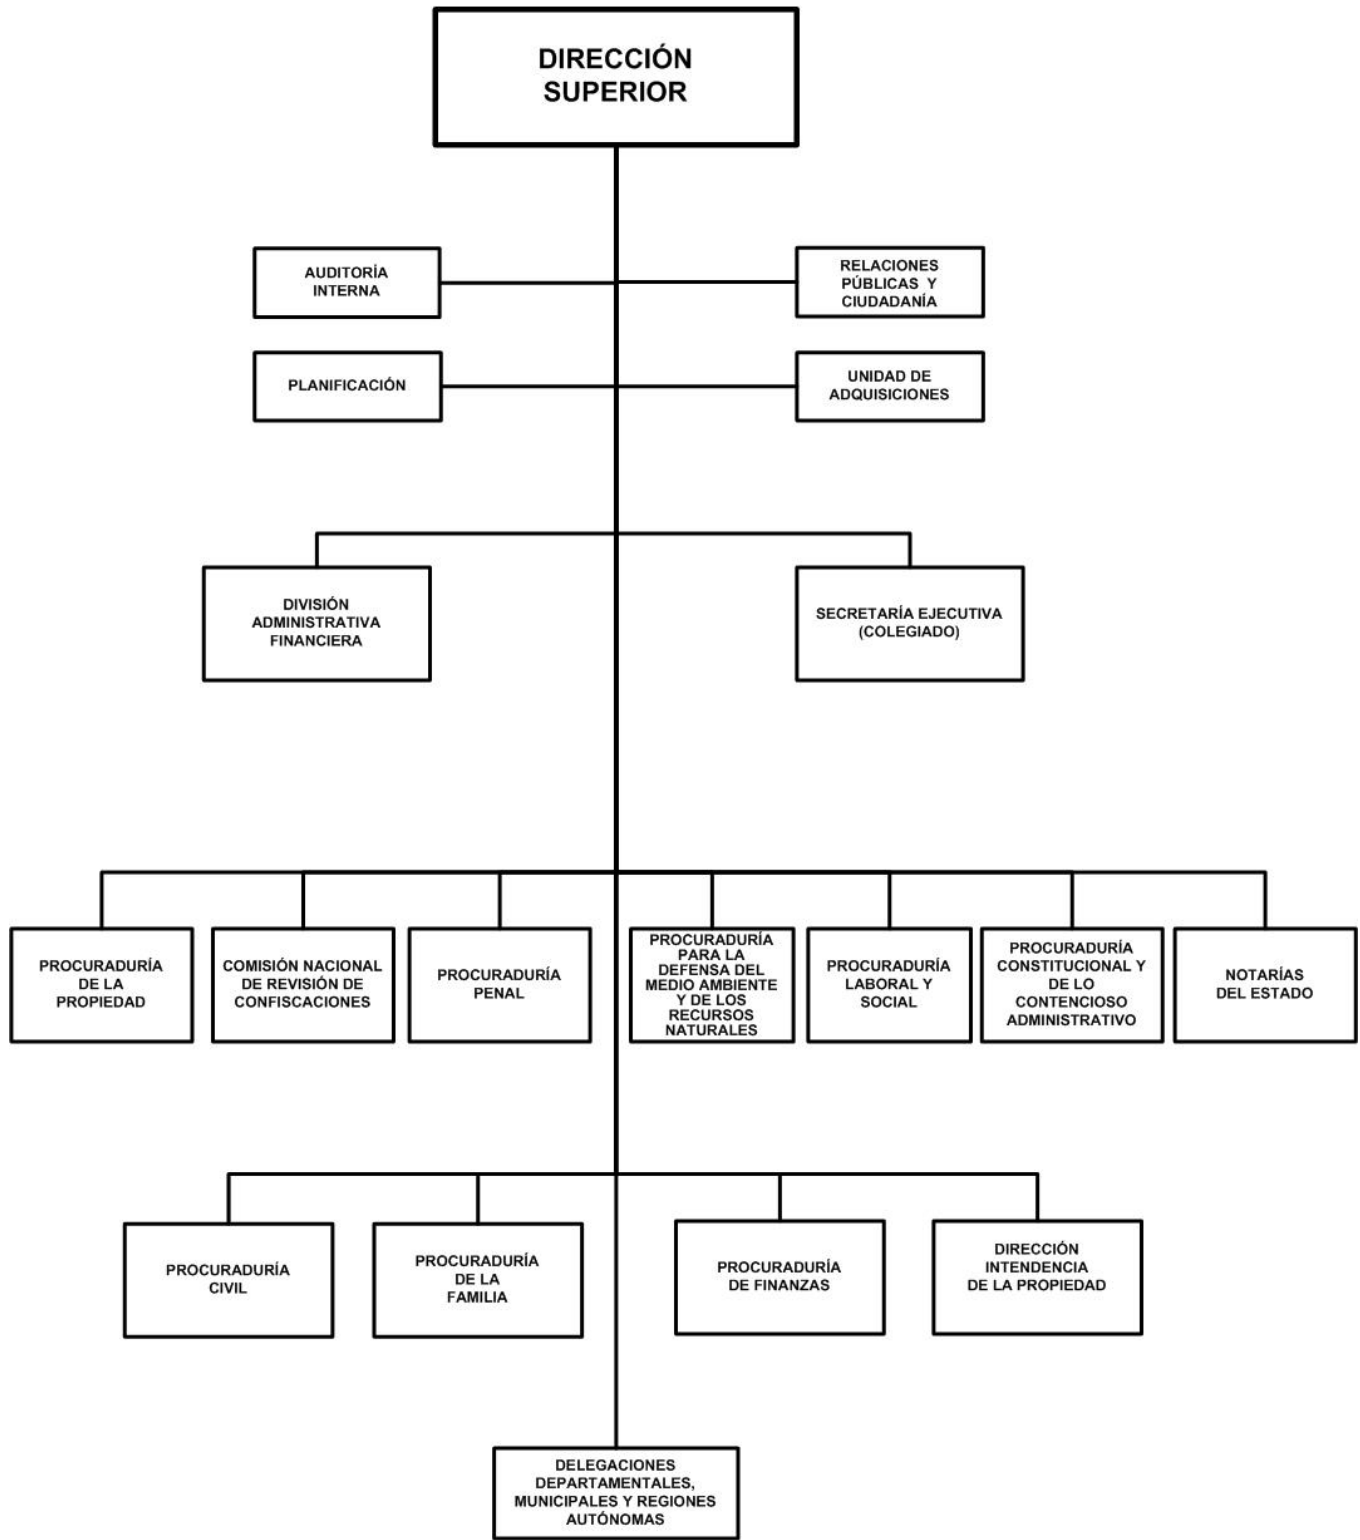 DIRECCIÓN
SUPERIOR
AUDITORÍA
INTERNA
RELACIONES
PÚBLICAS Y
CIUDADANÍA
PLANIFICACIÓN
UNIDAD DE
ADQUISICIONES
DIVISIÓN
ADMINISTRATIVA
FINANCIERA
SECRETARÍA EJECUTIVA
(COLEGIADO)
PROCURADURÍA
DE LA
PROPIEDAD
COMISIÓN NACIONAL
DE REVISIÓN DE
CONFISCACIONES
PROCURADURÍA
PENAL
PROCURADURÍA
PARA LA
DEFENSA DEL
MEDIO AMBIENTE
Y DE LOS
RECURSOS
NATURALES
PROCURADURÍA
LABORAL Y
SOCIAL
PROCURADURÍA
CONSTITUCIONAL Y
DE LO
CONTENCIOSO
ADMINISTRATIVO
NOTARÍAS
DEL ESTADO
PROCURADURÍA
CIVIL
PROCURADURÍA
DE LA
FAMILIA
PROCURADURÍA
DE FINANZAS
DIRECCIÓN
INTENDENCIA
DE LA PROPIEDAD
DELEGACIONES
DEPARTAMENTALES,
MUNICIPALES Y REGIONES
AUTÓNOMAS